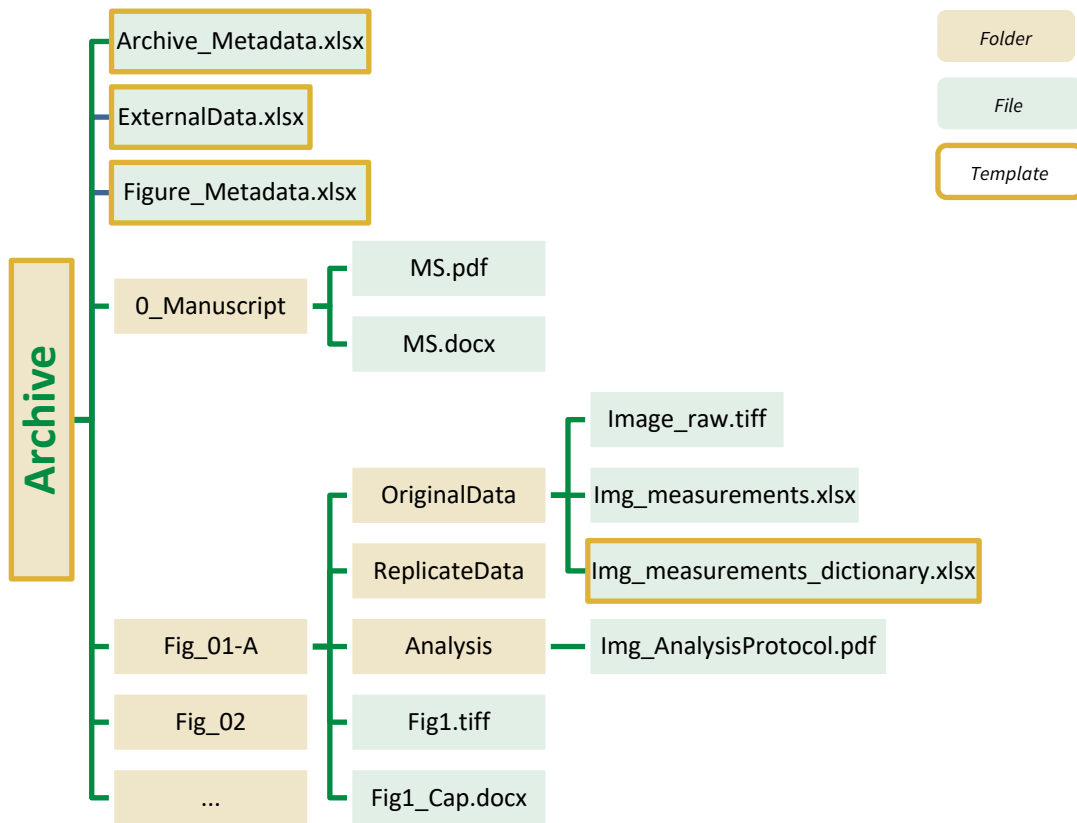 Archive_Metadata.xlsx
Folder
ExternalData.xlsx
File
Figure_Metadata.xlsx
Template
Archive
0_Manuscript
MS.pdf
MS.docx
Image_raw.tiff
OriginalData
Img_measurements.xlsx
ReplicateData
Img_measurements_dictionary.xlsx
Fig_01-A
Analysis
Img_AnalysisProtocol.pdf
Fig_02
Fig1.tiff
...
Fig1_Cap.docx